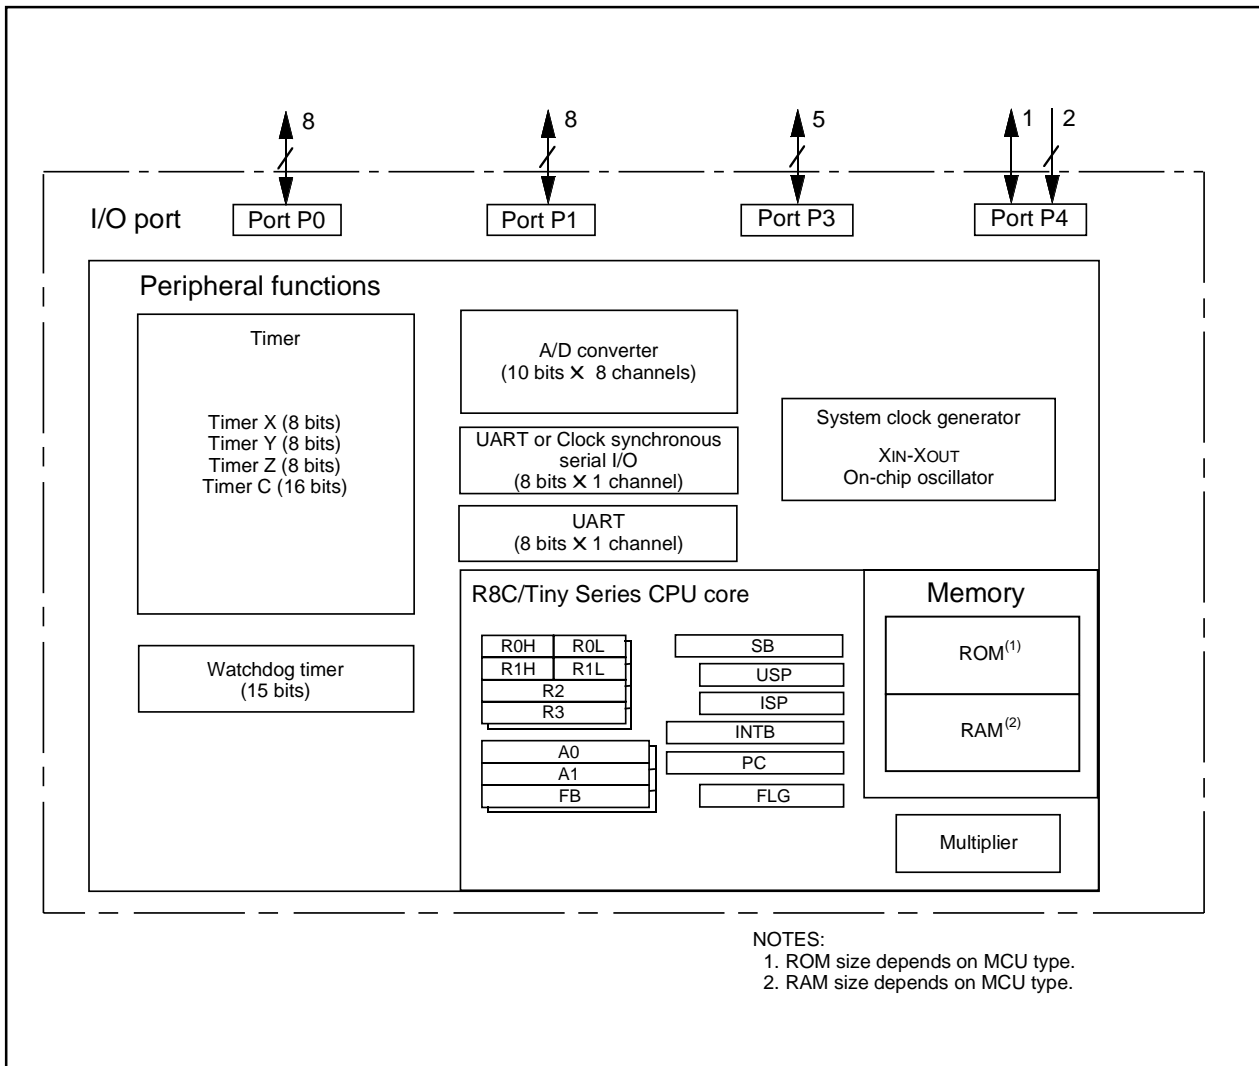 8
8
5
1
2
I/O port
Port P0
Port P1
Port P3
Port P4
Peripheral functions
Timer
Timer X (8 bits)
Timer Y (8 bits)
Timer Z (8 bits)
Timer C (16 bits)
Watchdog timer
(15 bits)
A/D converter
(10 bits × 8 channels)
UART or Clock synchronous
serial I/O
(8 bits × 1 channel)
UART
(8 bits × 1 channel)
System clock generator
XIN-XOUT
On-chip oscillator
R8C/Tiny Series CPU core
R0H
R0L
R1H
R1L
R2
R3
A0
A1
FB
SB
USP
ISP
INTB
PC
FLG
Memory
ROM(1)
RAM(2)
Multiplier
NOTES:
1. ROM size depends on MCU type.
2. RAM size depends on MCU type.